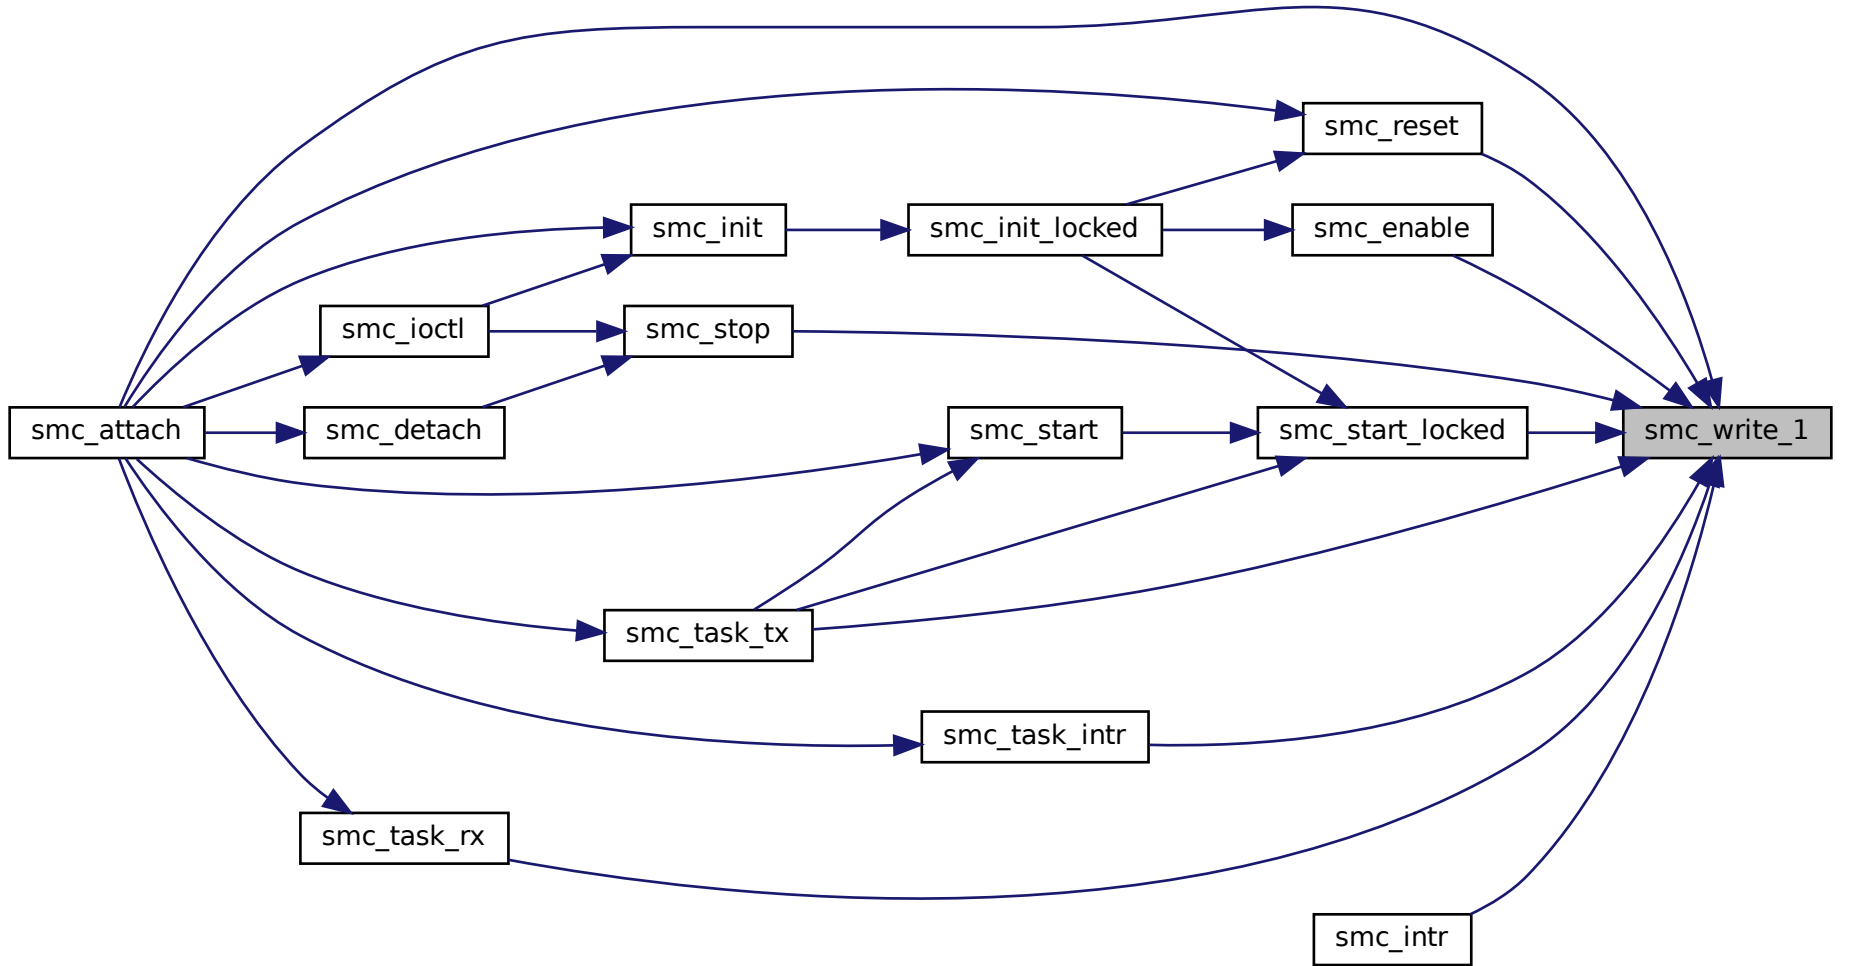 smc_reset
smc_init
smc_init_locked
smc_enable
smc_ioctl
smc_stop
smc_attach
smc_detach
smc_start
smc_start_locked
smc_write_1
smc_task_tx
smc_task_intr
smc_task_rx
smc_intr